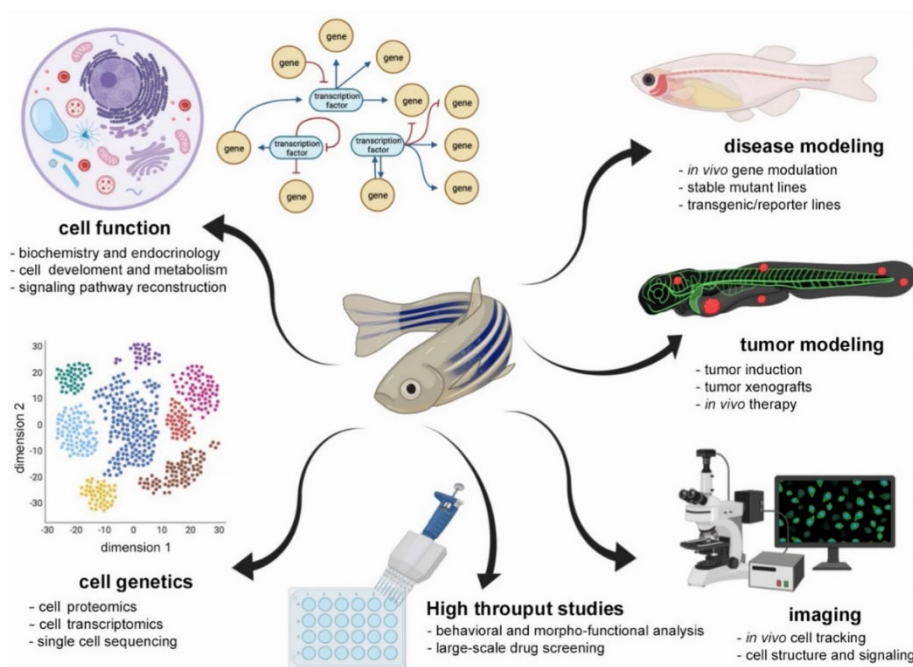 gene
gene
gene
gene
transcription
factor
gene
gene
transcription
factor
transcription
factor
gene
gene
gene
gene
gene
cell function
- biochemistry and endocrinology
- cell develoment and metabolism
- signaling pathway reconstruction
disease modeling
- in vivo gene modulation
- stable mutant lines
- transgenic/reporter lines
tumor modeling
- tumor induction
- tumor xenografts
- in vivo therapy
dimension 2
30
20
10
0
-10
-20
-30
-30 -20 -10 0 10 20 30
dimension 1
cell genetics
- cell proteomics
- cell transcriptomics
- single cell sequencing
High throuput studies
- behavioral and morpho-functional analysis
- large-scale drug screening
imaging
- in vivo cell tracking
- cell structure and signaling